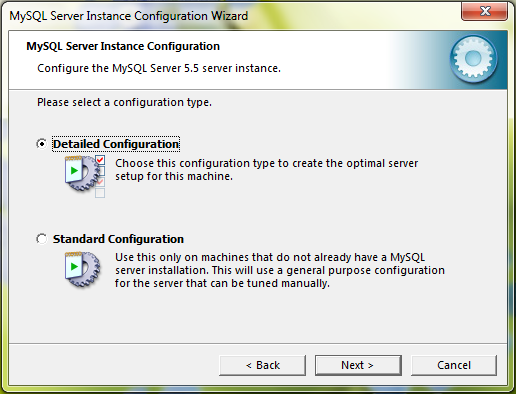 MySQL Server Instance Configuration Wizard
MySQL Server Instance Configuration
Configure the MySQL Server 5.5 server instance.
Please select a configuration type.
Detailed Configuration
Choose this configuration type to create the optimal server
setup for this machine.
Standard Configuration
Use this only on machines that do not already have a MySQL
server installation. This will use a general purpose configuration
for the server that can be tuned manually.
< Back
Next >
Cancel